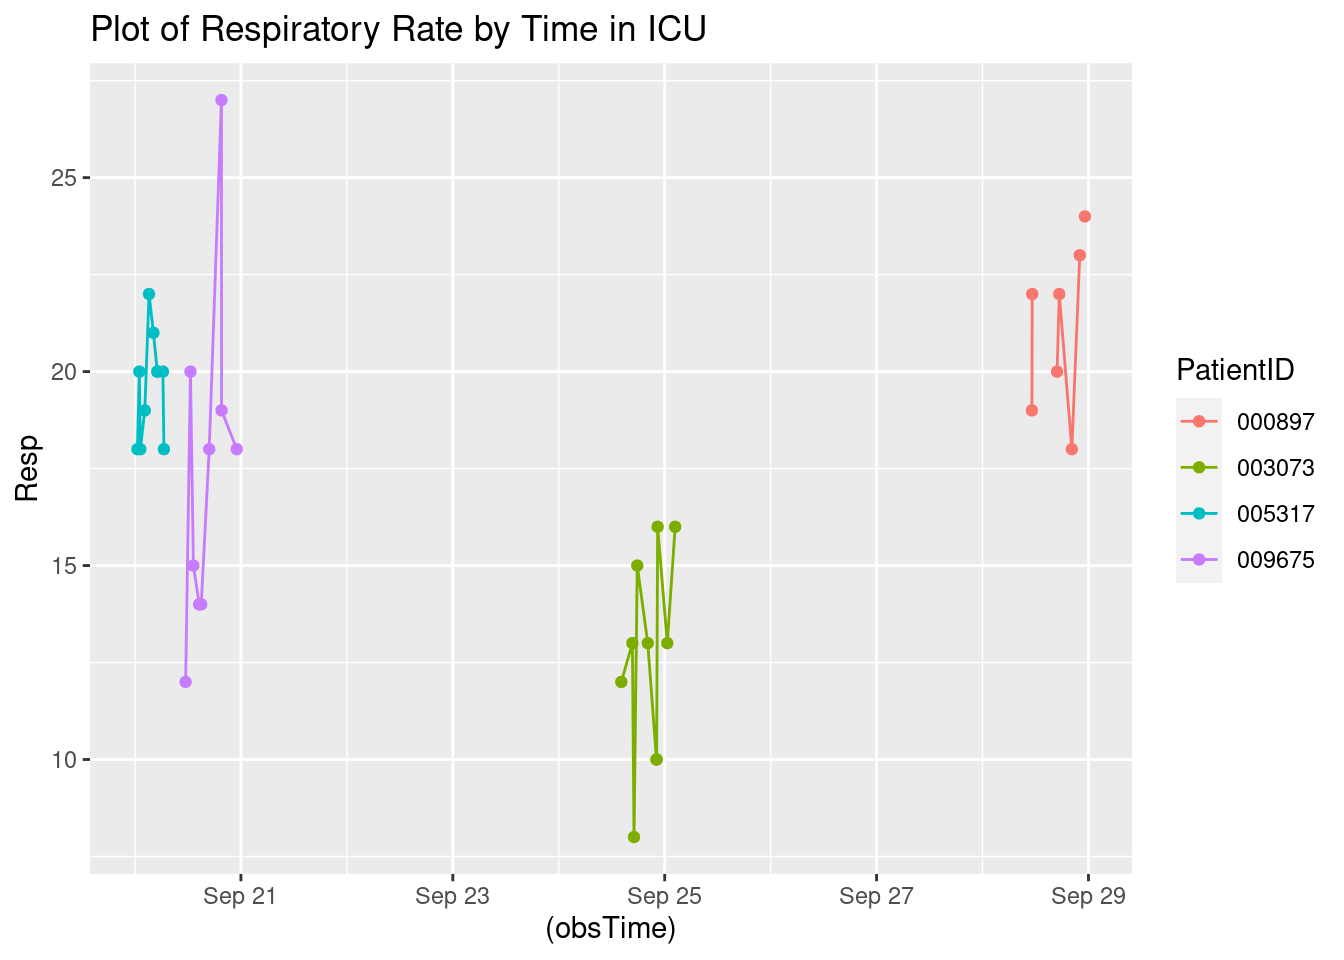 Plot of Respiratory Rate by Time in ICU
25
20
15
10
Resp
Sep 21
Sep 23
Sep 25
Sep 27
Sep 29
(obsTime)
PatientID
000897
003073
005317
009675